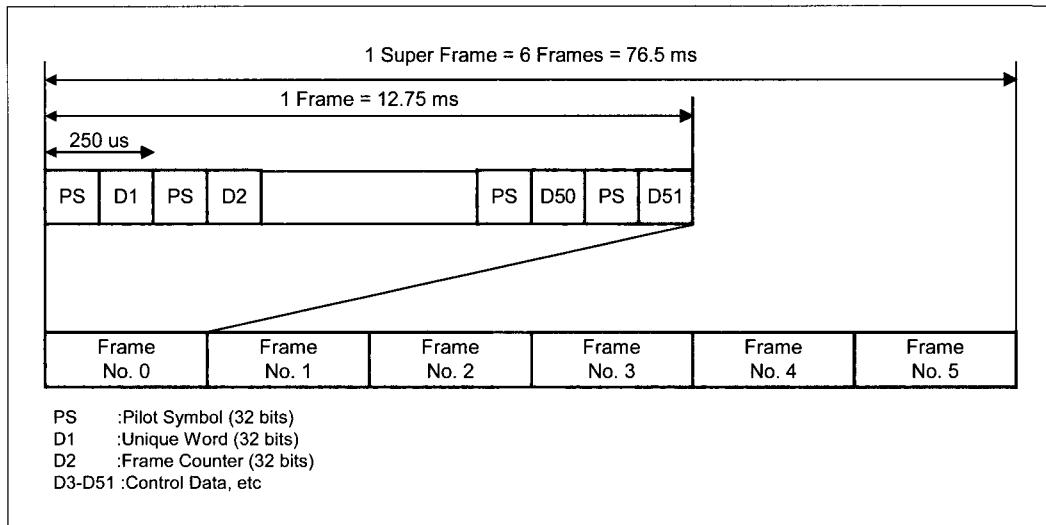 1 Super Frame = 6 Frames = 76.5 ms
1 Frame = 12.75 ms
250 us
PS D1 PS D2 PS D50 PS D51
Frame No. 0
Frame No. 1
Frame No. 2
Frame No. 3
Frame No. 4
Frame No. 5
PS :Pilot Symbol (32 bits)
D1 :Unique Word (32 bits)
D2 :Frame Counter (32 bits)
D3-D51 :Control Data, etc